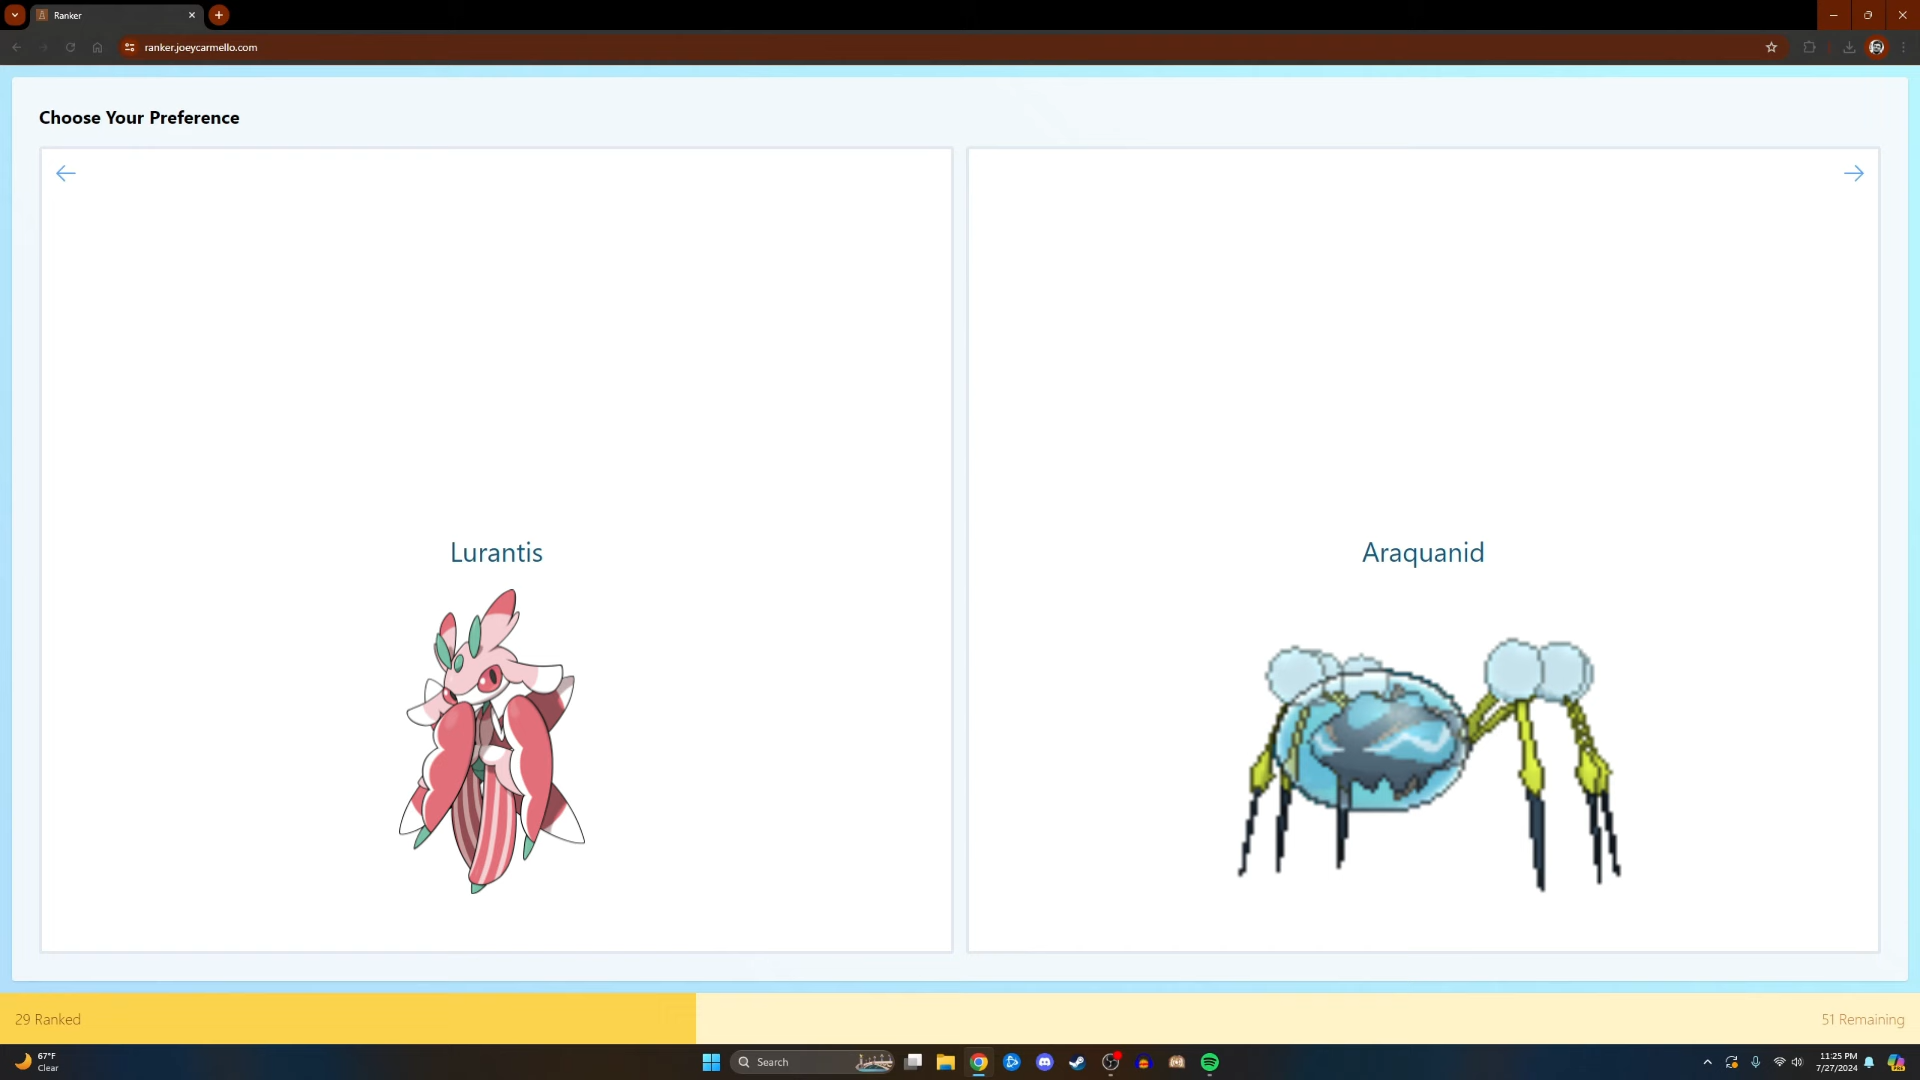 Ranker
ranker.joeycarmello.com
Choose Your Preference
Lurantis
Araquanid
29 Ranked
51 Remaining
67°F
Clear
Search
11:25 PM
7/27/2024